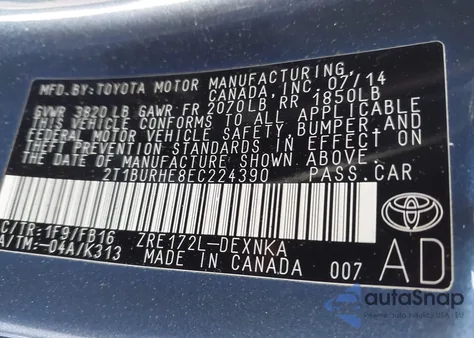 MFD.BY:TOYOTA MOTOR MANUFACTURING
CANADA, INC. 07/14
GVWR 3820LB GAWR FR 2070LB RR 1850LB
THIS VEHICLE CONFORMS TO ALL APPLICABLE
FEDERAL MOTOR VEHICLE SAFETY, BUMPER, AND
THEFT PREVENTION STANDARDS IN EFFECT ON
THE DATE OF MANUFACTURE SHOWN ABOVE.
2T1BURHE8EC224390 PASS.CAR
C/TR:1F9/FB16
A/TM:-04A/K313
ZRE172L-DEXNKA
MADE IN CANADA 007
TOYOTA
AD
autoSnap